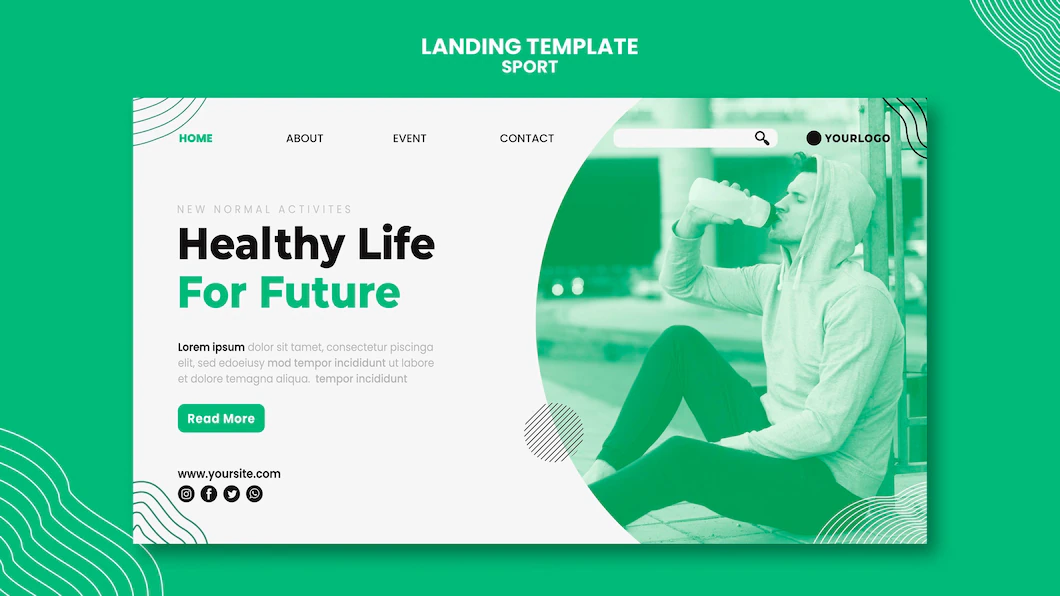 LANDING TEMPLATE
SPORT
HOME ABOUT EVENT CONTACT YOURLOGO
NEW NORMAL ACTIVITES
Healthy Life
For Future
Lorem ipsum dolor sit tamet, consectetur piscinga
elit, sed edoeiusy mod tempor incididunt ut labore
et dolore temagna aliqua. tempor incididunt
Read More
www.yoursite.com